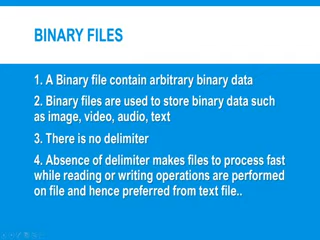 BINARY FILES
1. A Binary file contain arbitrary binary data
2. Binary files are used to store binary data such
as image, video, audio, text
3. There is no delimiter
4. Absence of delimiter makes files to process fast
while reading or writing operations are performed
on file and hence preferred from text file..